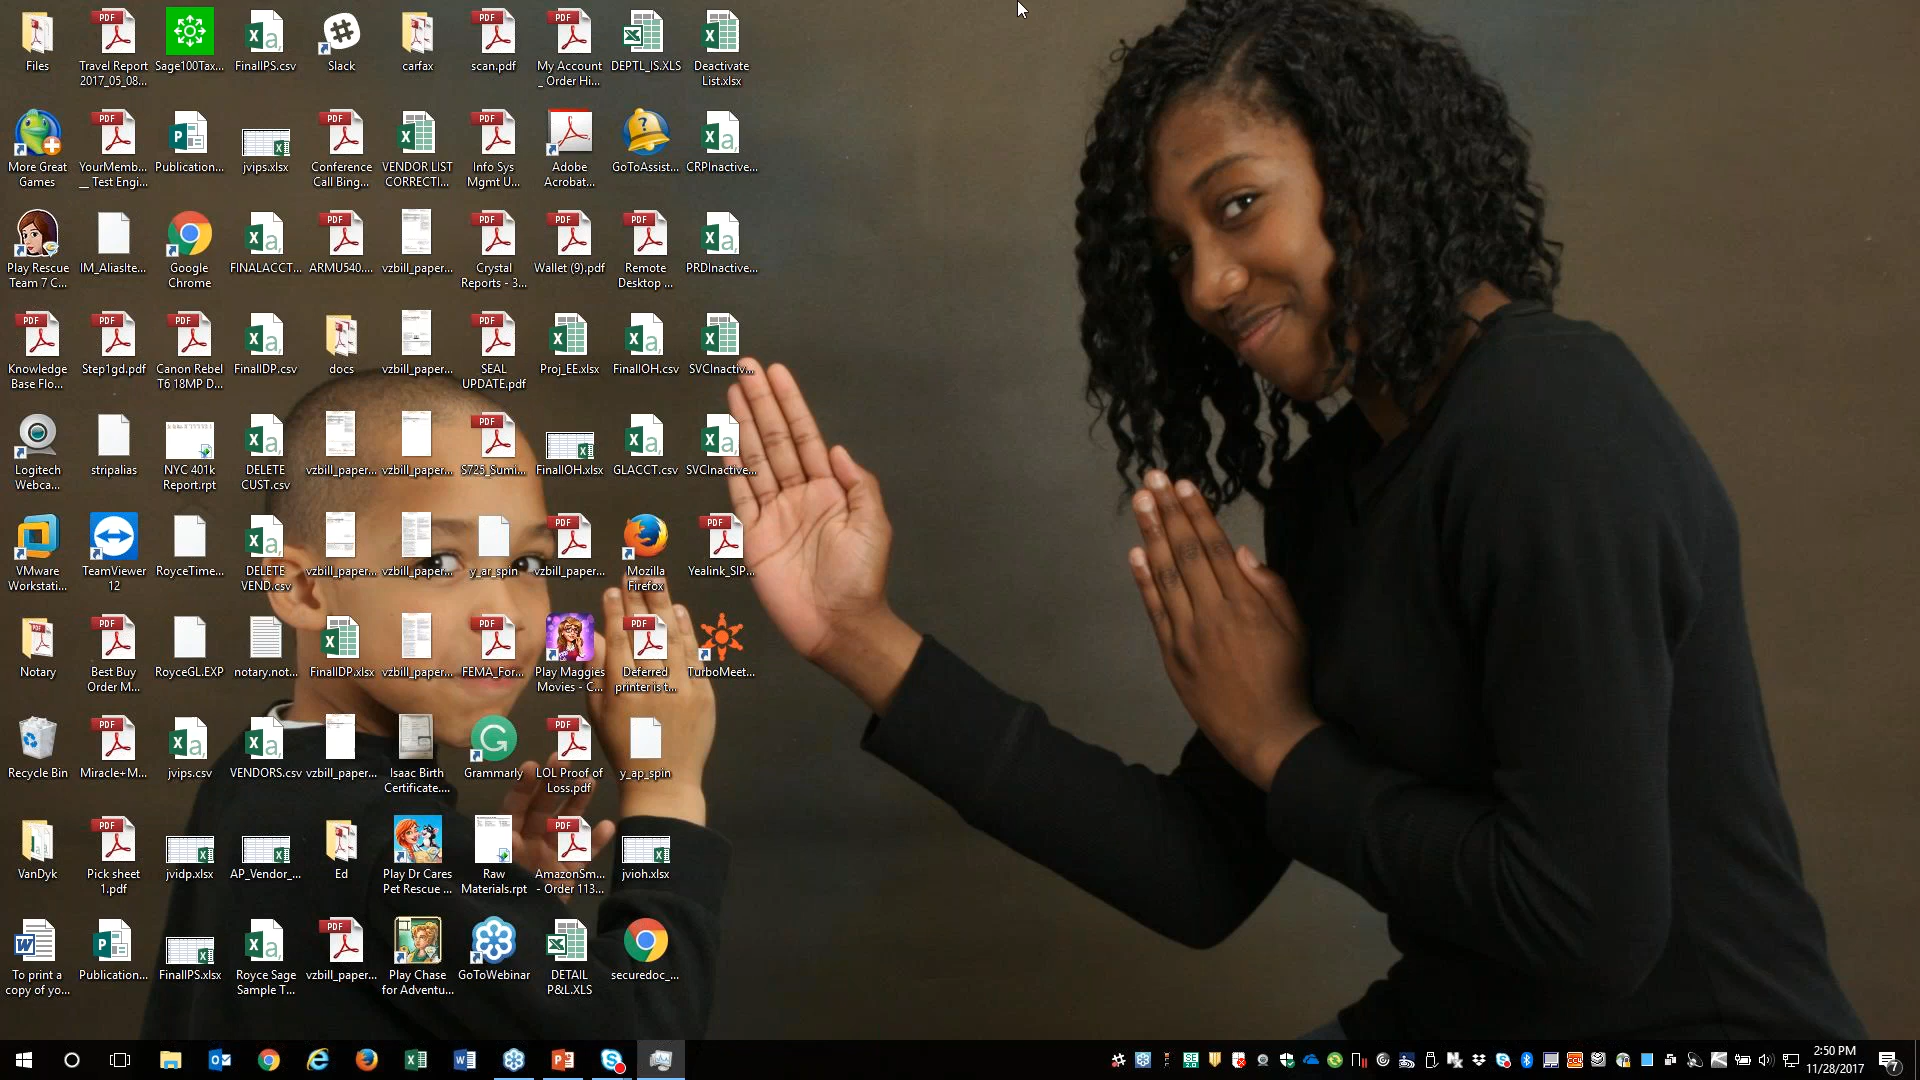 Files
Travel Report
2017_05_08...
Sage100Tax...
FinalIPS.csv
Slack
carfax
scan.pdf
My Account
_ Order Hi...
DEPTL_IS.XLS
Deactivate
List.xlsx
More Great
Games
YourMemb...
__ Test Engi...
Publication...
jvips.xlsx
Conference
Call Bing...
VENDOR LIST
CORRECTI...
Info Sys
Mgmt U...
Adobe
Acrobat...
GoToAssist...
CRPInactive...
Play Rescue
Team 7 C...
IM_AliasIte...
Google
Chrome
FINALACCT...
ARMU540....
vzbill_paper...
Crystal
Reports - 3...
Wallet (9).pdf
Remote
Desktop ...
PRDInactive...
Knowledge
Base Flo...
Step1gd.pdf
Canon Rebel
T6 18MP D...
FinalIDP.csv
docs
vzbill_paper...
SEAL
UPDATE.pdf
Proj_EE.xlsx
FinalIOH.csv
SVCInactiv...
Logitech
Webca...
stripalias
NYC 401k
Report.rpt
DELETE
CUST.csv
vzbill_paper...
vzbill_paper...
S725_Sumi...
FinalIOH.xlsx
GLACCT.csv
SVCInactive...
VMware
Workstati...
TeamViewer
12
RoyceTime...
DELETE
VEND.csv
vzbill_paper...
vzbill_paper...
y_ar_spin
vzbill_paper...
Mozilla
Firefox
Yealink_SIP...
Notary
Best Buy
Order M...
RoyceGL.EXP
notary.not...
FinalIDP.xlsx
vzbill_paper...
FEMA_For...
Play Maggies
Movies - C...
Deferred
printer is t...
TurboMeet...
Recycle Bin
Miracle+M...
jvips.csv
VENDORS.csv
vzbill_paper...
Isaac Birth
Certificate....
Grammarly
LOL Proof of
Loss.pdf
y_ap_spin
VanDyk
Pick sheet
1.pdf
jvidp.xlsx
AP_Vendor_...
Ed
Play Dr Cares
Pet Rescue ...
Raw
Materials.rpt
AmazonSm...
- Order 113...
jvioh.xlsx
To print a
copy of yo...
Publication...
FinalIPS.xlsx
Royce Sage
Sample T...
vzbill_paper...
Play Chase
for Adventu...
GoToWebinar
DETAIL
P&L.XLS
securedoc_...
2:50 PM
11/28/2017
7